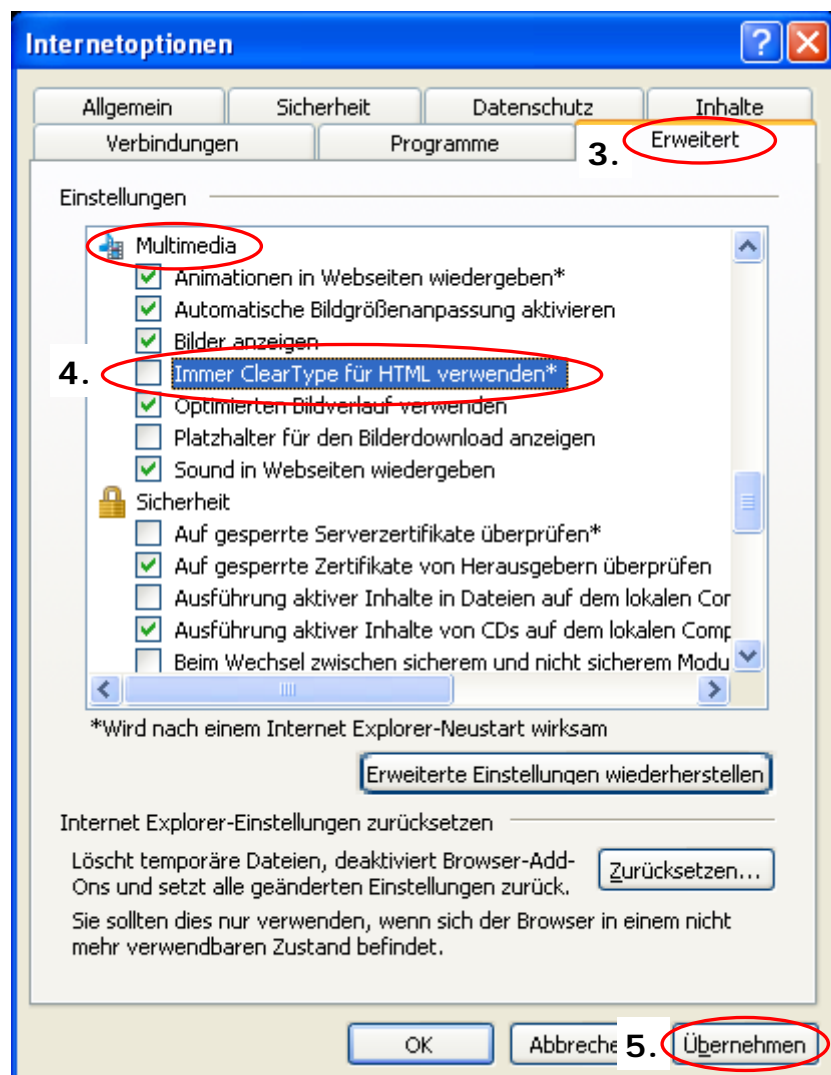 Internetoptionen
Allgemein Sicherheit Datenschutz Inhalte
Verbindungen Programme 3. Erweitert
Einstellungen
Multimedia
Animationen in Webseiten wiedergeben*
Automatische Bildgrößenanpassung aktivieren
Bilder anzeigen
4. Immer ClearType für HTML verwenden*
Optimierten Bildverlauf verwenden
Platzhalter für den Bilderdownload anzeigen
Sound in Webseiten wiedergeben
Sicherheit
Auf gesperrte Serverzertifikate überprüfen*
Auf gesperrte Zertifikate von Herausgebern überprüfen
Ausführung aktiver Inhalte in Dateien auf dem lokalen Cor
Ausführung aktiver Inhalte von CDs auf dem lokalen Comp
Beim Wechsel zwischen sicherem und nicht sicherem Modu
*Wird nach einem Internet Explorer-Neustart wirksam
Erweiterte Einstellungen wiederherstellen
Internet Explorer-Einstellungen zurücksetzen
Löscht temporäre Dateien, deaktiviert Browser-Add-
Ons und setzt alle geänderten Einstellungen zurück.
Zurücksetzen...
Sie sollten dies nur verwenden, wenn sich der Browser in einem nicht
mehr verwendbaren Zustand befindet.
OK Abbreche 5. Übernehmen